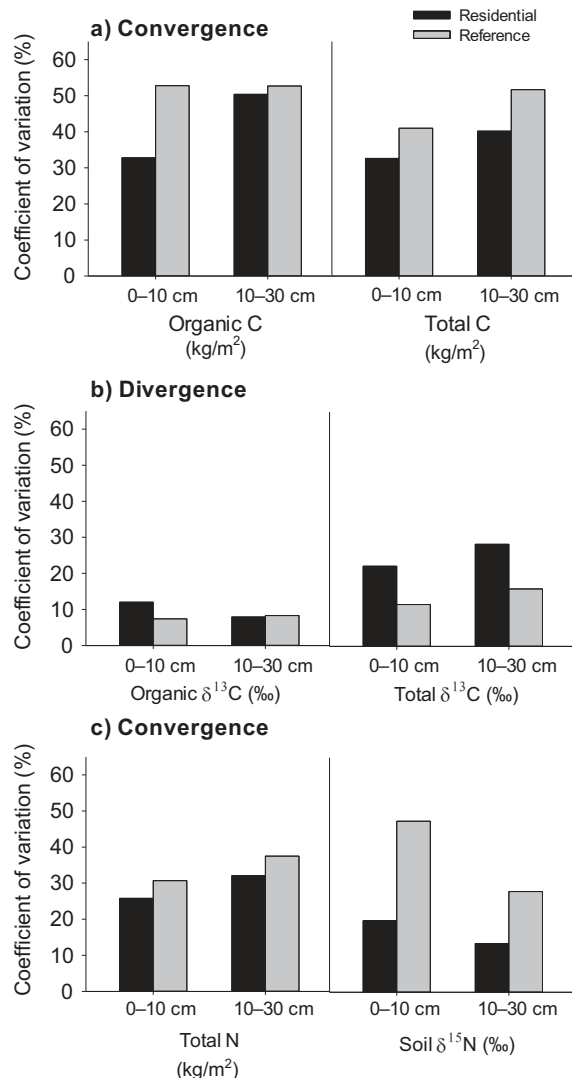 Residential
Reference
a) Convergence
Coefficient of variation (%)
60
50
40
30
20
10
0
0–10 cm 10–30 cm 0–10 cm 10–30 cm
Organic C Total C
(kg/m²) (kg/m²)
b) Divergence
Coefficient of variation (%)
60
50
40
30
20
10
0
0–10 cm 10–30 cm 0–10 cm 10–30 cm
Organic δ¹³C (‰) Total δ¹³C (‰)
c) Convergence
Coefficient of variation (%)
60
50
40
30
20
10
0
0–10 cm 10–30 cm 0–10 cm 10–30 cm
Total N Soil δ¹⁵N (‰)
(kg/m²)